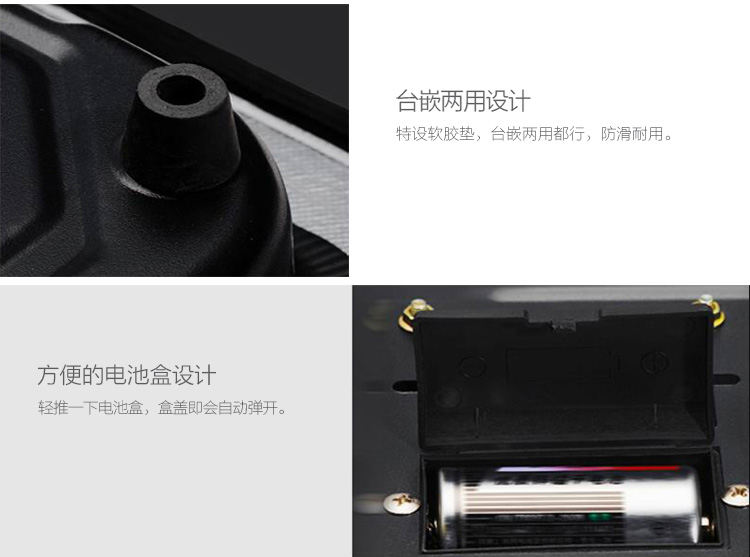 台嵌两用设计
特设软胶垫，台嵌两用都行，防滑耐用。
方便的电池盒设计
轻推一下电池盒，盒盖即会自动弹开。